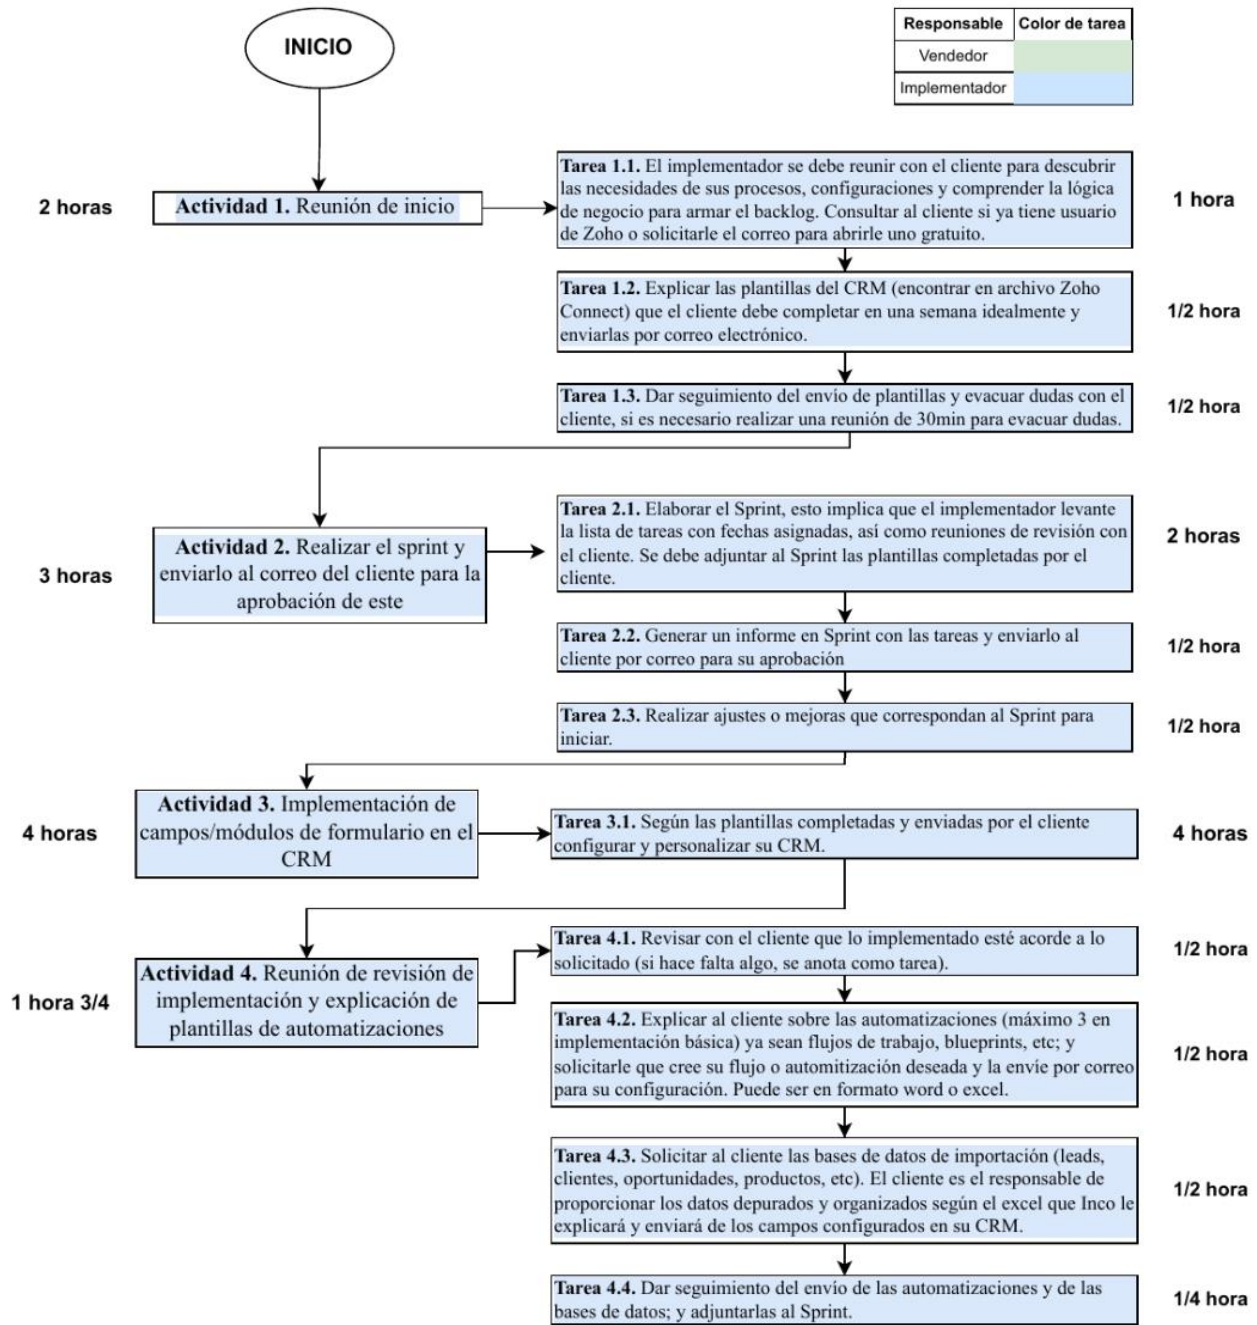 INICIO
Responsable Color de tarea
Vendedor
Implementador
2 horas
Actividad 1. Reunión de inicio
Tarea 1.1. El implementador se debe reunir con el cliente para descubrir
las necesidades de sus procesos, configuraciones y comprender la lógica
de negocio para armar el backlog. Consultar al cliente si ya tiene usuario
de Zoho o solicitarle el correo para abrirle uno gratuito.
1 hora
Tarea 1.2. Explicar las plantillas del CRM (encontrar en archivo Zoho
Connect) que el cliente debe completar en una semana idealmente y
enviarlas por correo electrónico.
1/2 hora
Tarea 1.3. Dar seguimiento del envío de plantillas y evacuar dudas con el
cliente, si es necesario realizar una reunión de 30min para evacuar dudas.
1/2 hora
3 horas
Actividad 2. Realizar el sprint y
enviarlo al correo del cliente para la
aprobación de este
Tarea 2.1. Elaborar el Sprint, esto implica que el implementador levante
la lista de tareas con fechas asignadas, así como reuniones de revisión con
el cliente. Se debe adjuntar al Sprint las plantillas completadas por el
cliente.
2 horas
Tarea 2.2. Generar un informe en Sprint con las tareas y enviarlo al
cliente por correo para su aprobación
1/2 hora
Tarea 2.3. Realizar ajustes o mejoras que correspondan al Sprint para
iniciar.
1/2 hora
4 horas
Actividad 3. Implementación de
campos/módulos de formulario en el
CRM
Tarea 3.1. Según las plantillas completadas y enviadas por el cliente
configurar y personalizar su CRM.
4 horas
1 hora 3/4
Actividad 4. Reunión de revisión de
implementación y explicación de
plantillas de automatizaciones
Tarea 4.1. Revisar con el cliente que lo implementado esté acorde a lo
solicitado (si hace falta algo, se anota como tarea).
1/2 hora
Tarea 4.2. Explicar al cliente sobre las automatizaciones (máximo 3 en
implementación básica) ya sean flujos de trabajo, blueprints, etc; y
solicitarle que cree su flujo o automitización deseada y la envíe por correo
para su configuración. Puede ser en formato word o excel.
1/2 hora
Tarea 4.3. Solicitar al cliente las bases de datos de importación (leads,
clientes, oportunidades, productos, etc). El cliente es el responsable de
proporcionar los datos depurados y organizados según el excel que Inco le
explicará y enviará de los campos configurados en su CRM.
1/2 hora
Tarea 4.4. Dar seguimiento del envío de las automatizaciones y de las
bases de datos; y adjuntarlas al Sprint.
1/4 hora